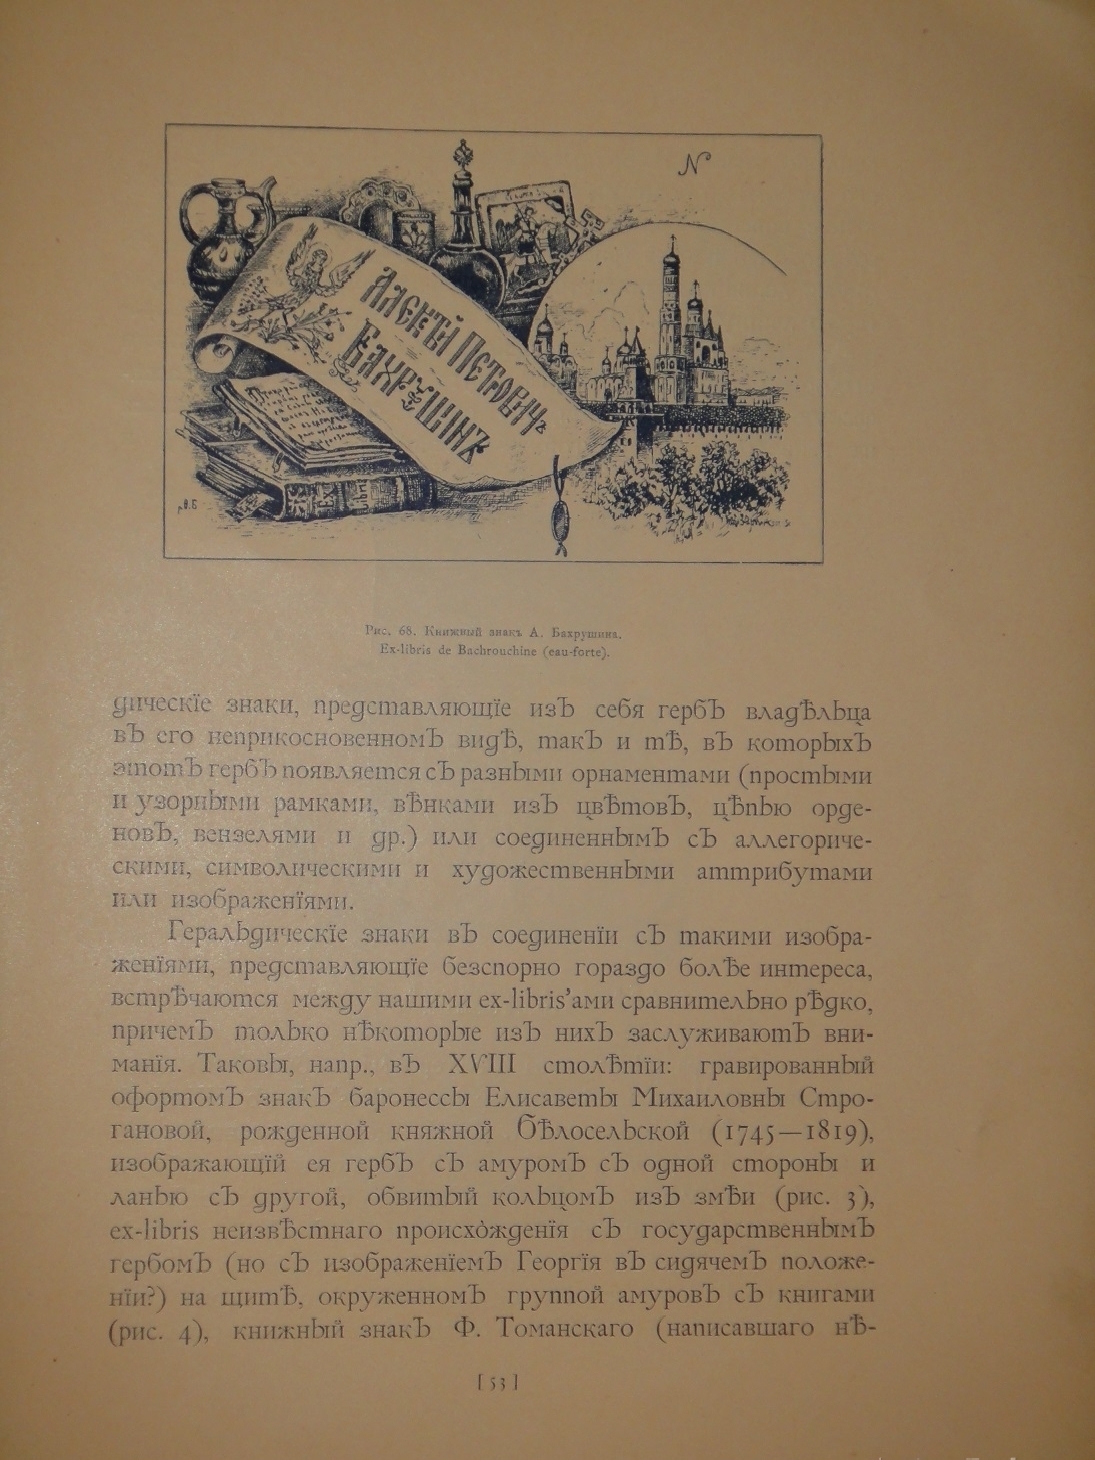 N
Алексѣй Петровичъ
Бахрушинъ
EX
libris
Рис. 68. Книжный знакъ А. Бахрушина.
Ex-libris de Bachrouchine (eau-forte).
дическіе знаки, представляющіе изъ себя гербъ владѣльца
въ его неприкосновенномъ видѣ, такъ и тѣ, въ которыхъ
этотъ гербъ появляется съ разными орнаментами (простыми
и узорными рамками, вѣнками изъ цвѣтовъ, цѣпью орде-
новъ, вензелями и др.) или соединеннымъ съ аллегориче-
скими, символическими и художественными аттрибутами
или изображеніями.
Геральдическіе знаки въ соединеніи съ такими изобра-
женіями, представляющіе безспорно гораздо болѣе интереса,
встрѣчаются между нашими ex-libris’ами сравнительно рѣдко,
причемъ только нѣкоторые изъ нихъ заслуживаютъ вни-
манія. Таковы, напр., въ XVIII столѣтіи: гравированный
офортомъ знакъ баронессы Елисаветы Михаиловны Стро-
гановой, рожденной княжной Бѣлосельской (1745—1819),
изображающій ея гербъ съ амуромъ съ одной стороны и
ланью съ другой, обвитый кольцомъ изъ змѣи (рис. 3),
ex-libris неизвѣстнаго происхожденія съ государственнымъ
гербомъ (но съ изображеніемъ Георгія въ сидячемъ положе-
ніи?) на щитѣ, окруженномъ группой амуровъ съ книгами
(рис. 4), книжный знакъ Ф. Томанскаго (написавшаго нѣ-
[ 53 ]